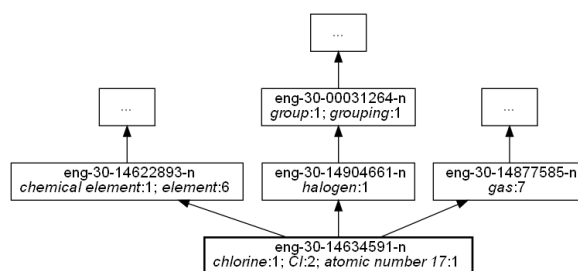 ...
eng-30-00031264-n
group:1; grouping:1
...
...
eng-30-14622893-n
chemical element:1; element:6
eng-30-14904661-n
halogen:1
eng-30-14877585-n
gas:7
eng-30-14634591-n
chlorine:1; Cl:2; atomic number 17:1